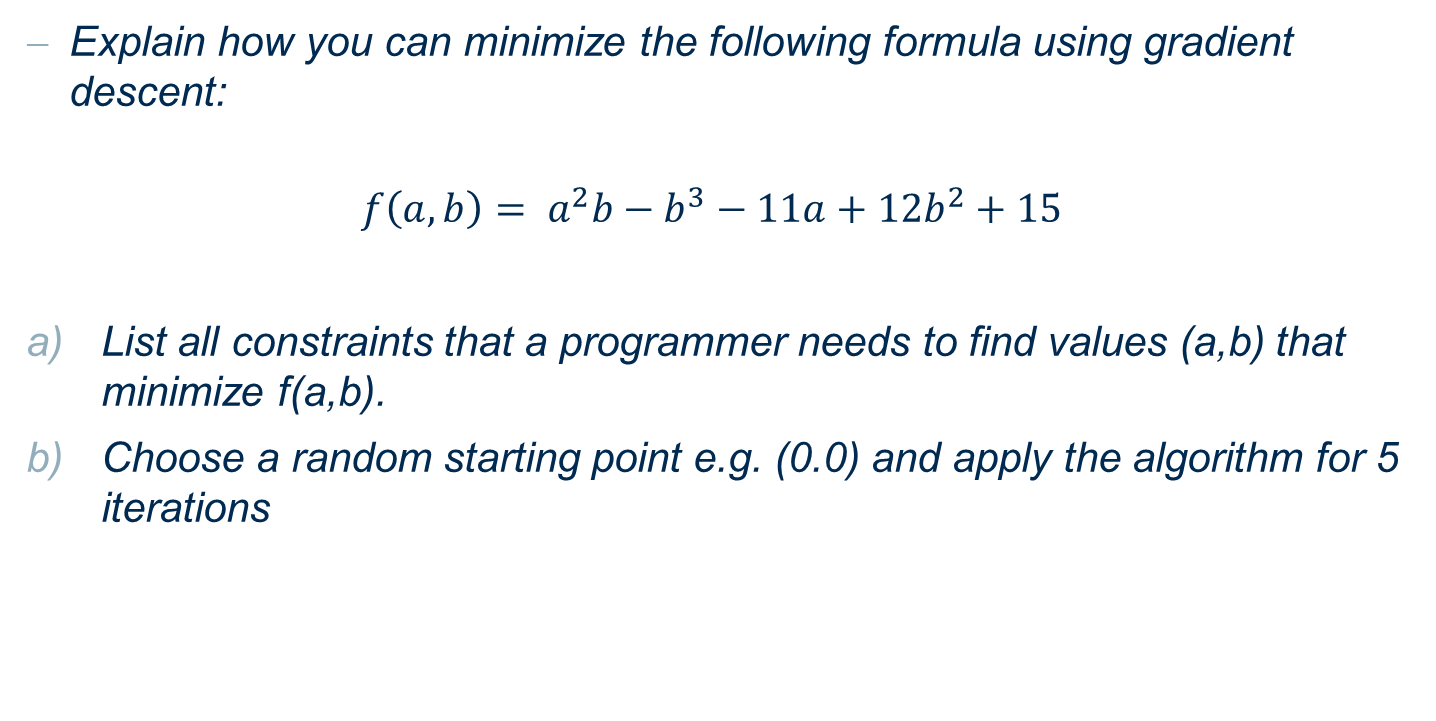 – Explain how you can minimize the following formula using gradient
descent:
f(a,b) = a²b − b³ − 11a + 12b² + 15
a) List all constraints that a programmer needs to find values (a,b) that
minimize f(a,b).
b) Choose a random starting point e.g. (0.0) and apply the algorithm for 5
iterations